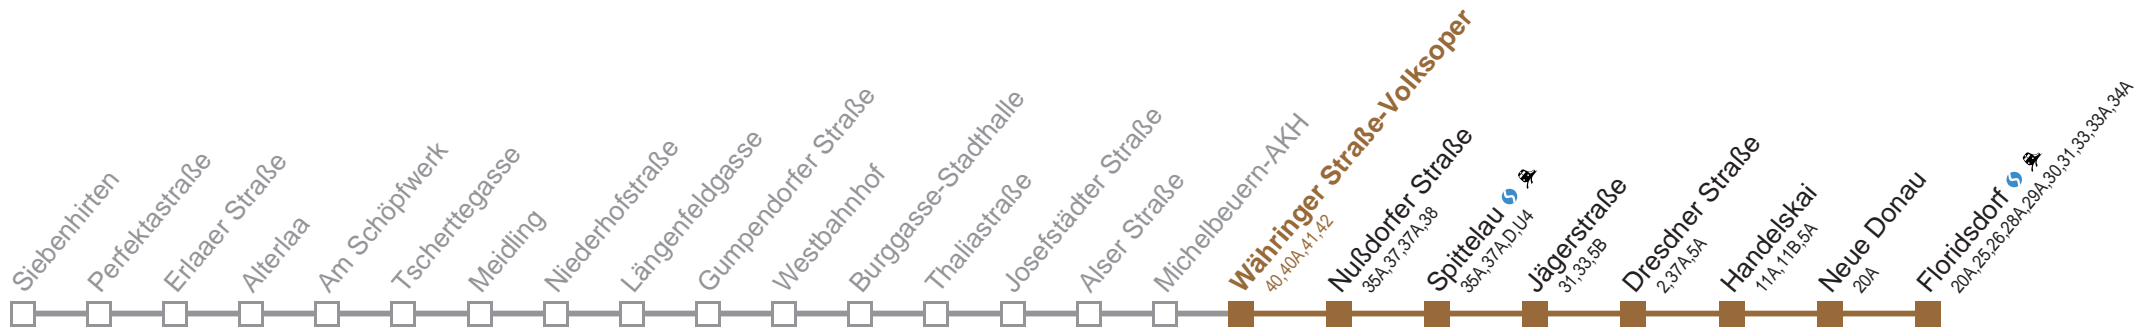 Siebenhirten
Perfektastraße
Erlaaer Straße
Alterlaa
Am Schöpfwerk
Tscherttegasse
Meidling
Niederhofstraße
Längenfeldgasse
Gumpendorfer Straße
Westbahnhof
Burggasse-Stadthalle
Thaliastraße
Josefstädter Straße
Alser Straße
Michelbeuern-AKH
Währinger Straße-Volksoper
40,40A,41,42
Nußdorfer Straße
35A,37,37A,38
Spittelau
35A,37A,D,U4
Jägerstraße
31,33,5B
Dresdner Straße
2,37A,5A
Handelskai
11A,11B,5A
Neue Donau
20A
Floridsdorf
20A,25,26,28A,29A,30,31,33,33A,34A